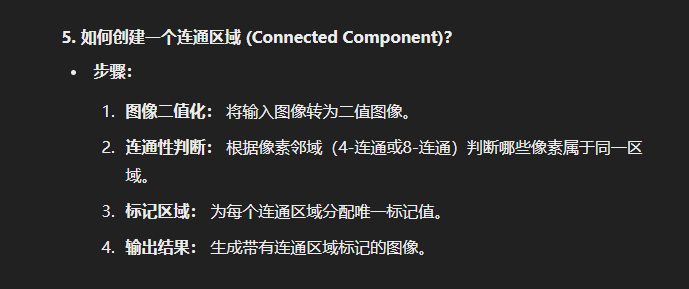 5. 如何创建一个连通区域 (Connected Component)?
• 步骤：
1. 图像二值化： 将输入图像转为二值图像。
2. 连通性判断： 根据像素邻域（4-连通或8-连通）判断哪些像素属于同一区
域。
3. 标记区域： 为每个连通区域分配唯一标记值。
4. 输出结果： 生成带有连通区域标记的图像。